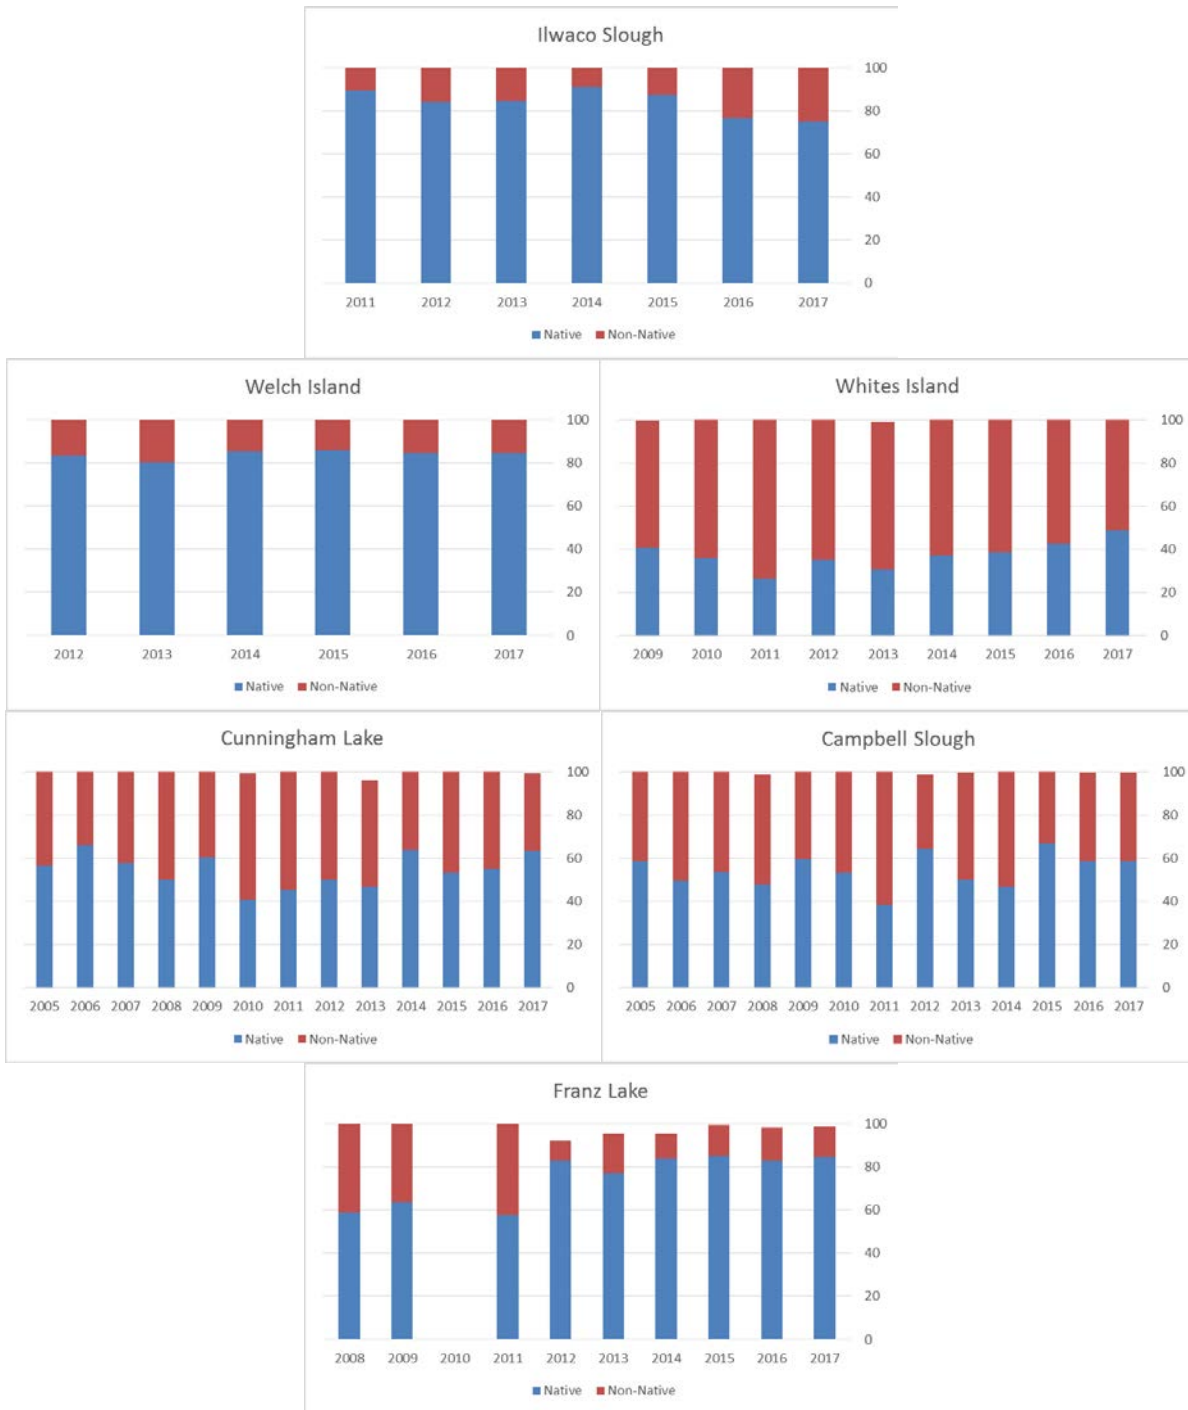 Ilwaco Slough
100
80
60
40
20
0
2011 2012 2013 2014 2015 2016 2017
Native Non-Native
Welch Island
100
80
60
40
20
0
2012 2013 2014 2015 2016 2017
Native Non-Native
Whites Island
100
80
60
40
20
0
2009 2010 2011 2012 2013 2014 2015 2016 2017
Native Non-Native
Cunningham Lake
100
80
60
40
20
0
2005 2006 2007 2008 2009 2010 2011 2012 2013 2014 2015 2016 2017
Native Non-Native
Campbell Slough
100
80
60
40
20
0
2005 2006 2007 2008 2009 2010 2011 2012 2013 2014 2015 2016 2017
Native Non-Native
Franz Lake
100
80
60
40
20
0
2008 2009 2010 2011 2012 2013 2014 2015 2016 2017
Native Non-Native